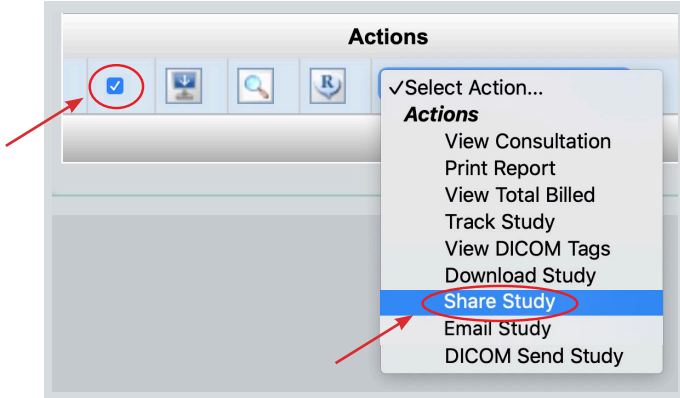 Actions
R
✓Select Action...
Actions
View Consultation
Print Report
View Total Billed
Track Study
View DICOM Tags
Download Study
Share Study
Email Study
DICOM Send Study